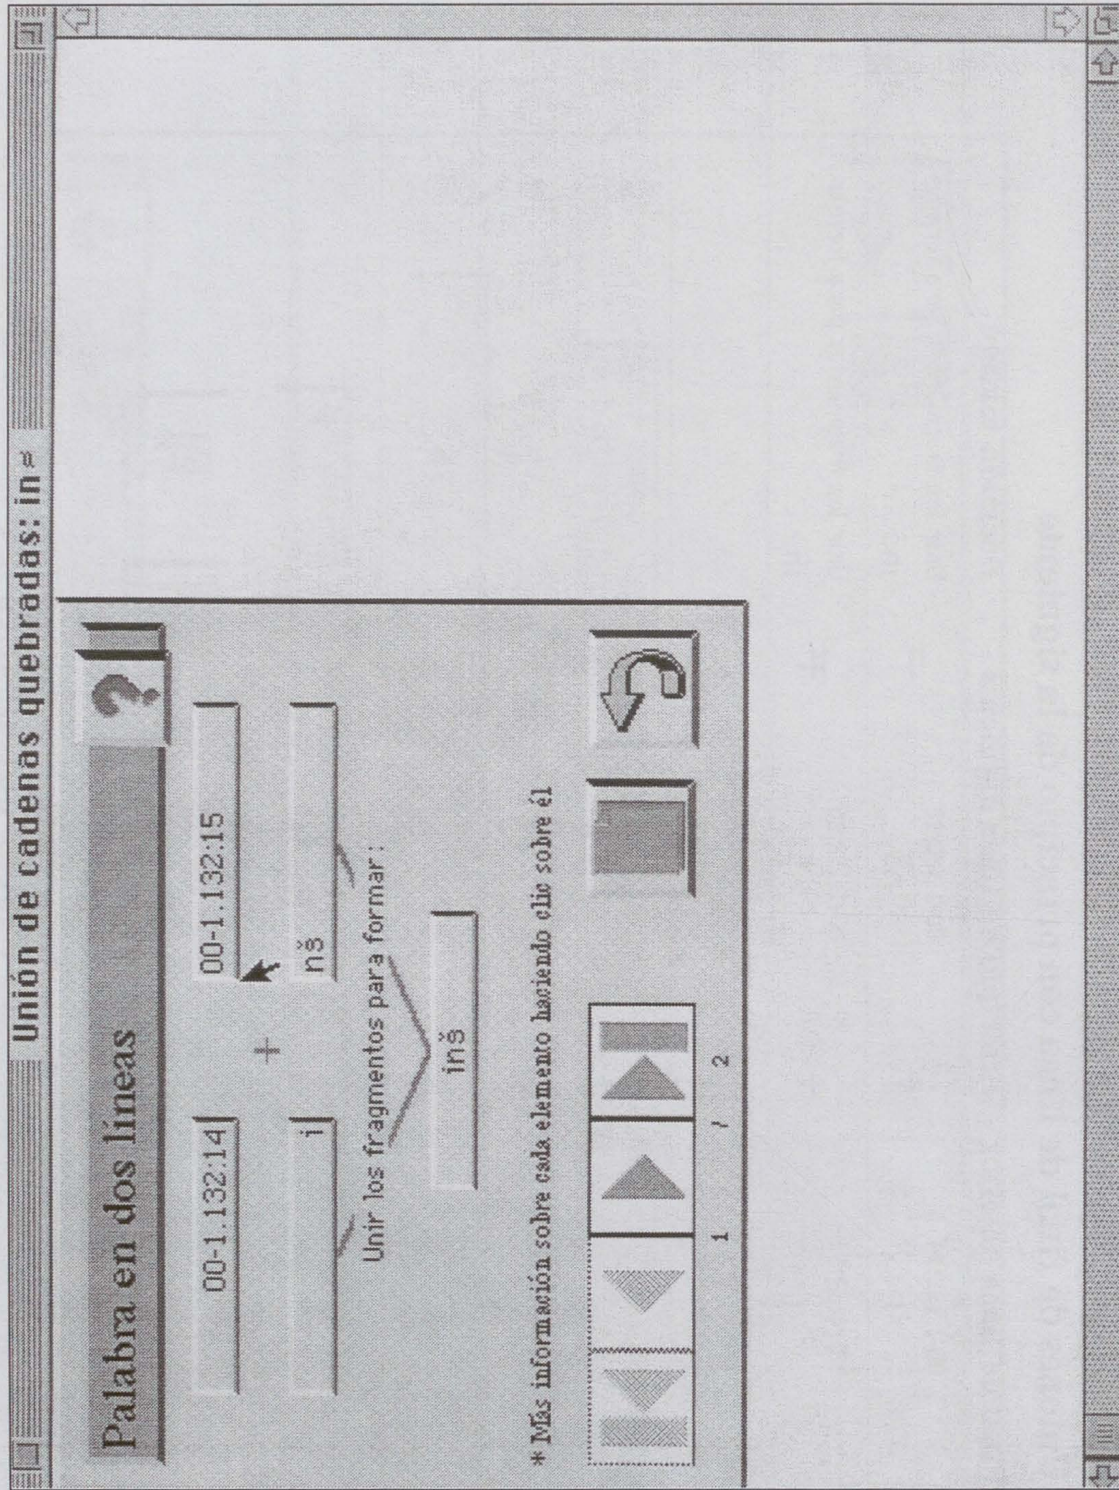 Unión de cadenas quebradas: in≈
Palabra en dos líneas
?
00-1.132:14 + 00-1.132:15
i nš
Unir los fragmentos para formar:
inš
* Más información sobre cada elemento haciendo clic sobre él
1 / 2